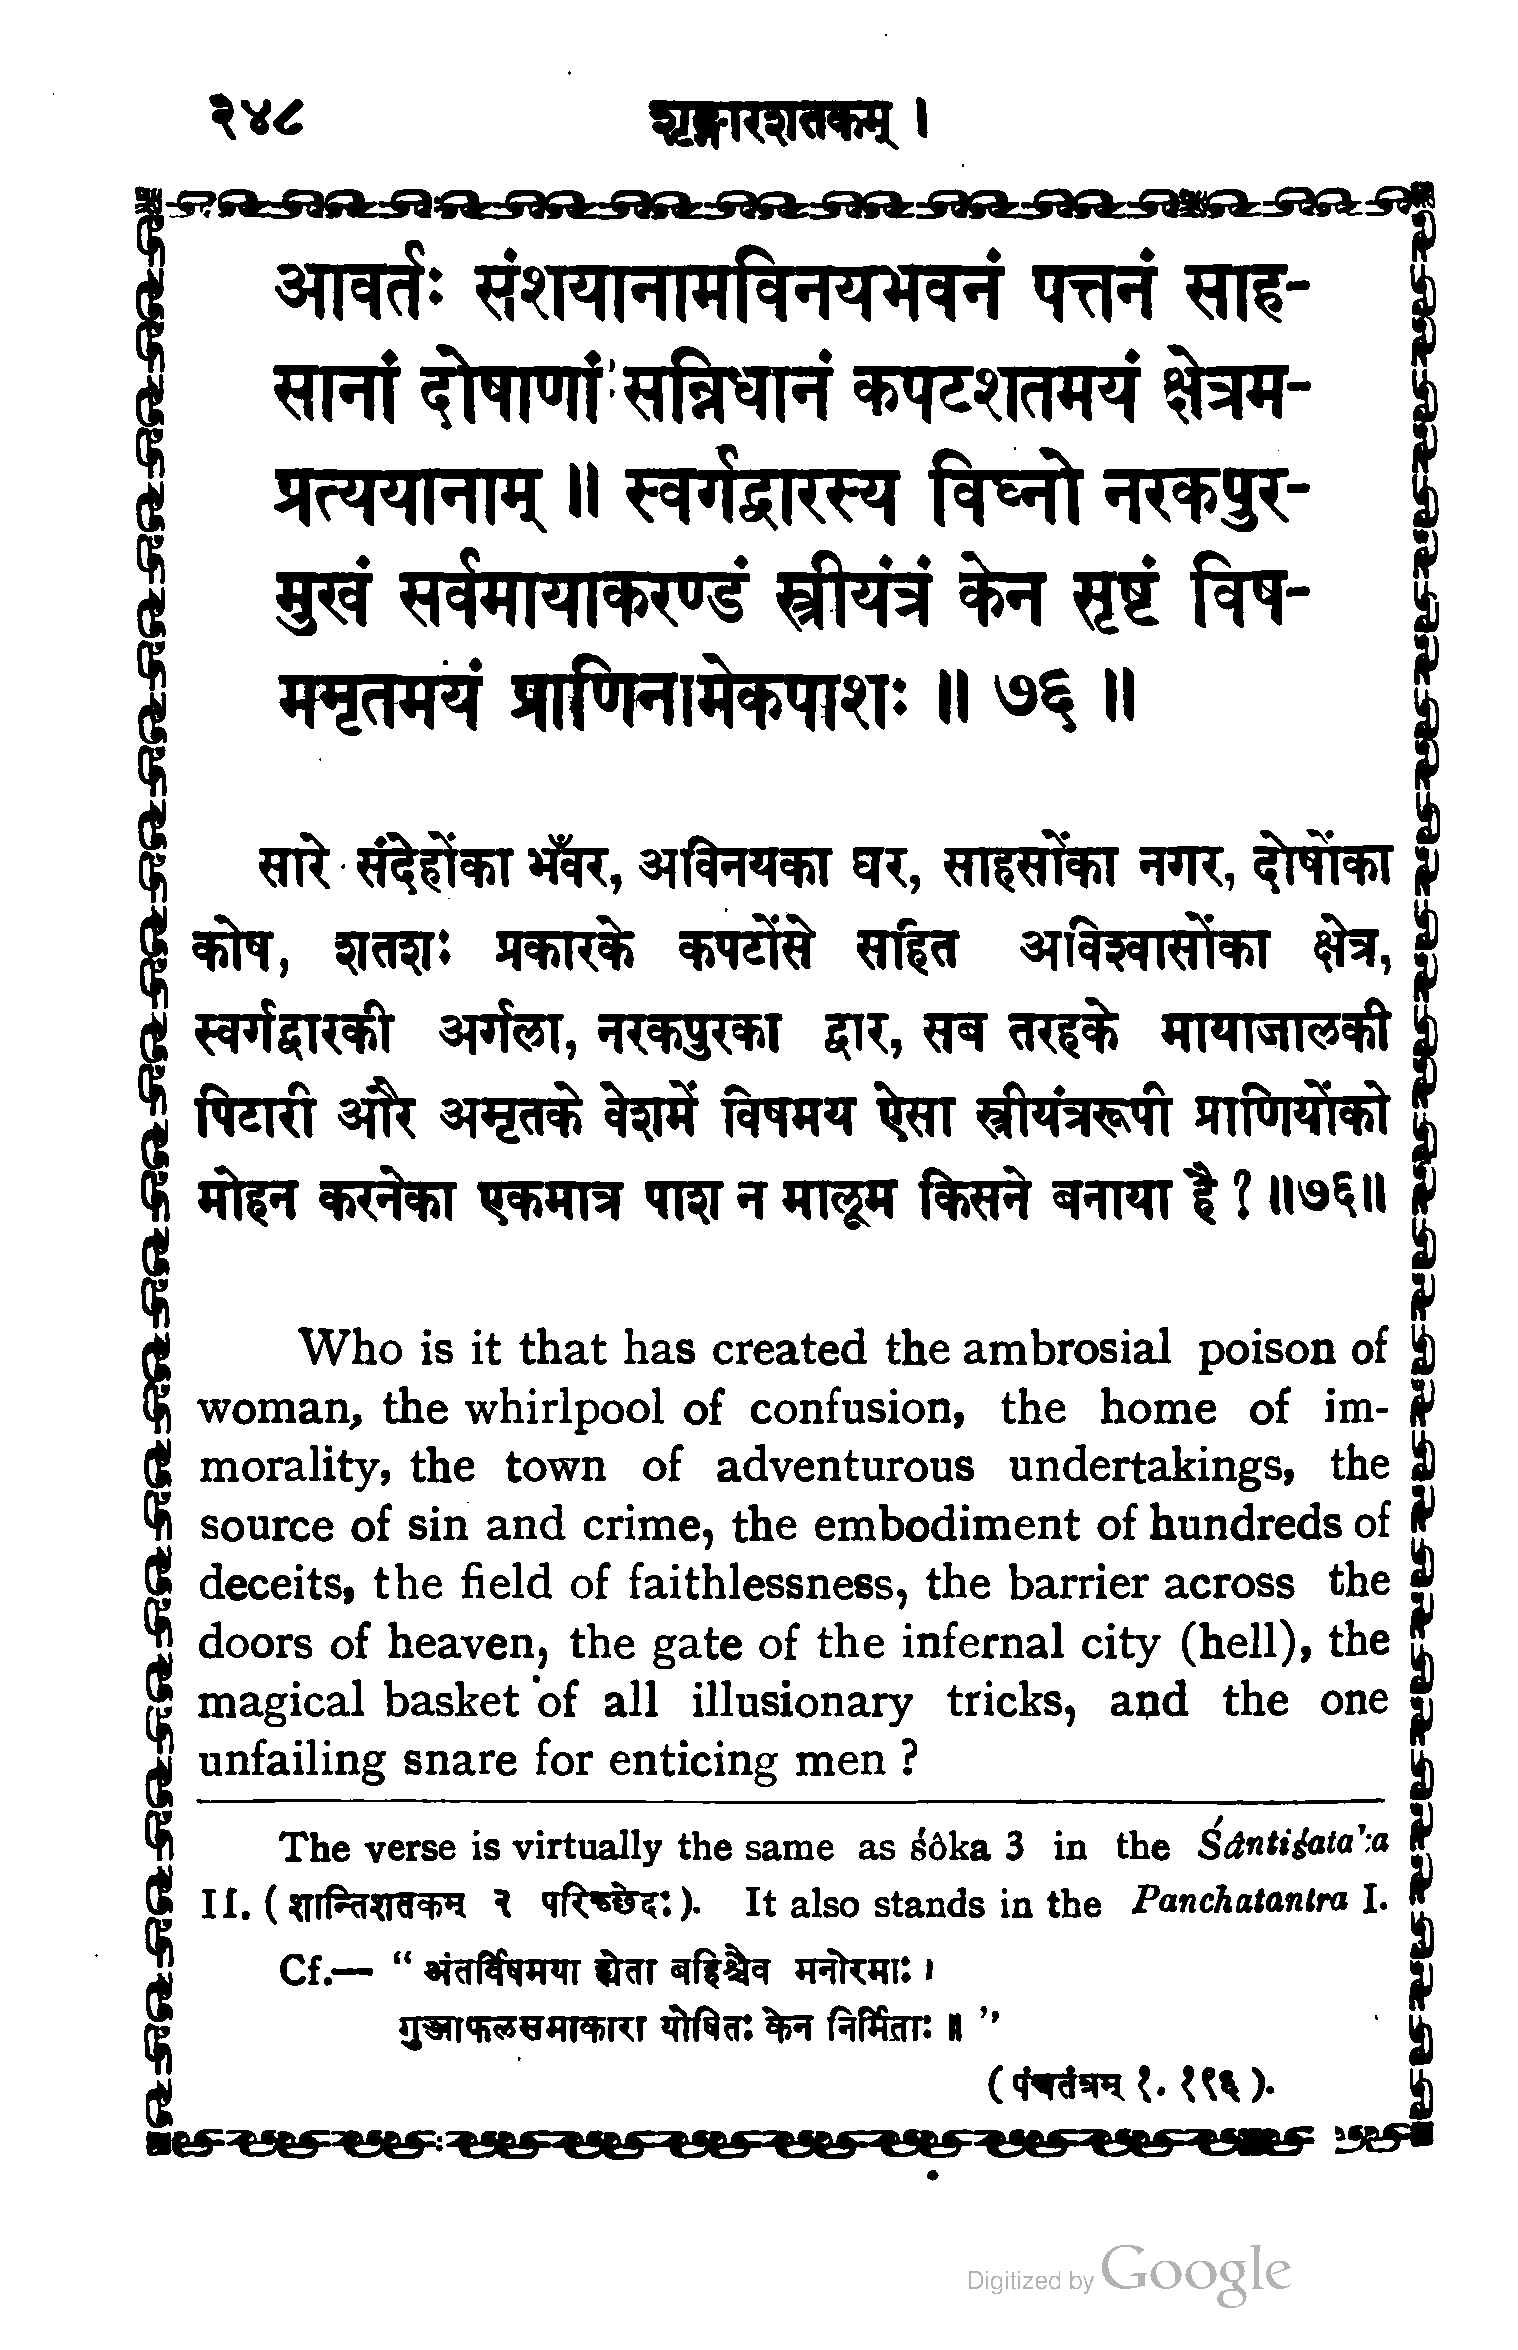 २४८ शृङ्गारशतकम् ।
आवर्तः संशयानामविनयभवनं पत्तनं साह-
सानां दोषाणां सन्निधानं कपटशतमयं क्षेत्रम-
प्रत्ययानाम् ॥ स्वर्गद्वारस्य विघ्नो नरकपुर-
मुखं सर्वमायाकरण्डं स्त्रीयंत्रं केन सृष्टं विष-
ममृतमयं प्राणिनामेकपाशः ॥ ७६ ॥
सारे संदेहोंका भँवर, अविनयका घर, साहसोंका नगर, दोषोंका
कोष, शतशः प्रकारके कपटोंसे सहित अविश्वासोंका क्षेत्र,
स्वर्गद्वारकी अर्गला, नरकपुरका द्वार, सब तरहके मायाजालकी
पिटारी और अमृतके वेशमें विषमय ऐसा स्त्रीयंत्ररूपी प्राणियोंको
मोहन करनेका एकमात्र पाश न मालूम किसने बनाया है ? ॥७६॥
Who is it that has created the ambrosial poison of
woman, the whirlpool of confusion, the home of im-
morality, the town of adventurous undertakings, the
source of sin and crime, the embodiment of hundreds of
deceits, the field of faithlessness, the barrier across the
doors of heaven, the gate of the infernal city (hell), the
magical basket of all illusionary tricks, and the one
unfailing snare for enticing men ?
The verse is virtually the same as śôka 3 in the
II. ( शान्तिशतकम् २ परिच्छेदः ). It also stands in the Panchatantra I.
Cf.— “ अंतर्विषमया ह्येता बहिश्चैव मनोरमाः ।
गुञ्जाफलसमाकारा योषितः केन निर्मिताः ॥ ”
( पंचतंत्रम् १. १९६ ).
Digitized by Google